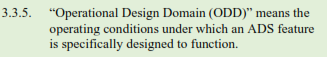 3.3.5. “Operational Design Domain (ODD)” means the
operating conditions under which an ADS feature
is specifically designed to function.